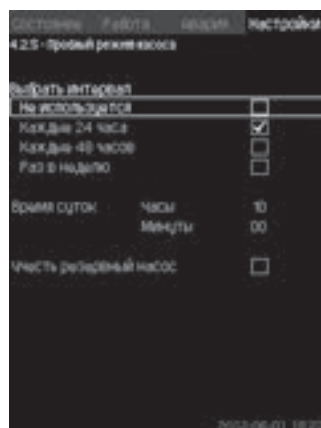 Состояние Работа Авария Настройки
4.2.5 - Пробный режим насоса
Выбрать интервал
Не используется
Каждые 24 часа
Каждые 48 часов
Раз в неделю
Время суток Часы 10
Минуты 00
Учесть резервный насос